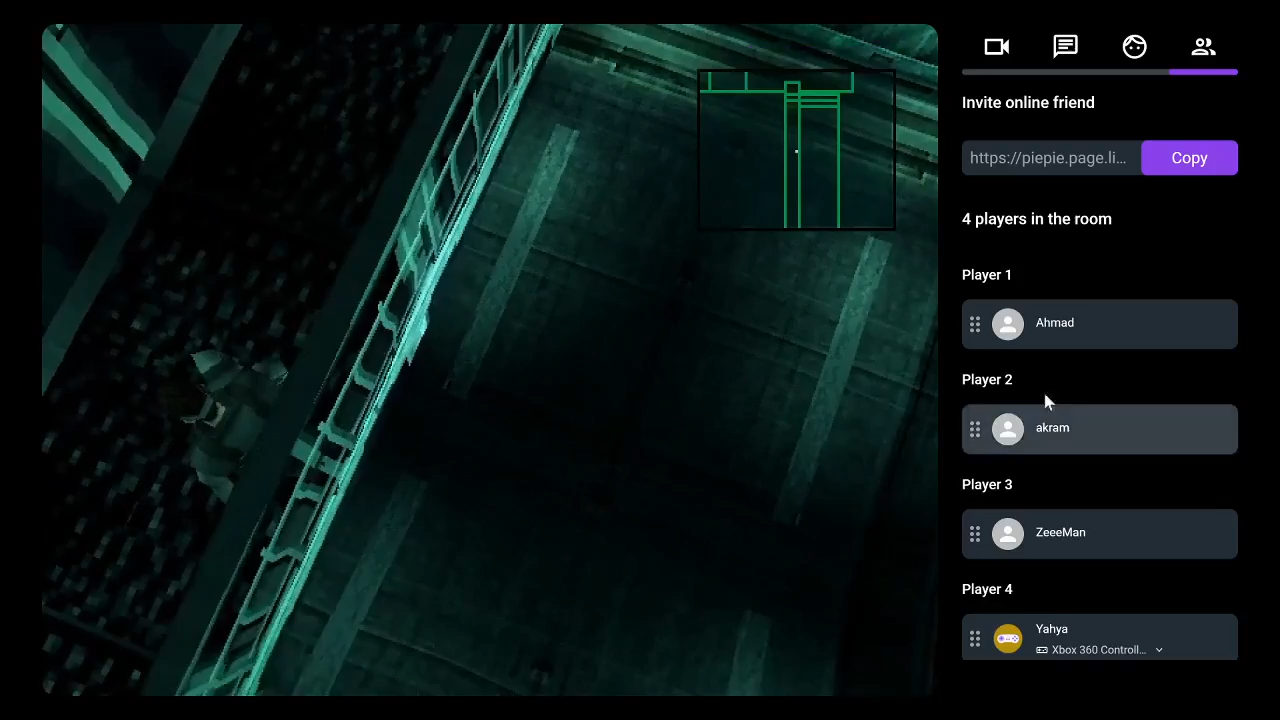 Invite online friend
https://piepie.page.li...
Copy
4 players in the room
Player 1
Ahmad
Player 2
akram
Player 3
ZeeeMan
Player 4
Yahya
Xbox 360 Controll...